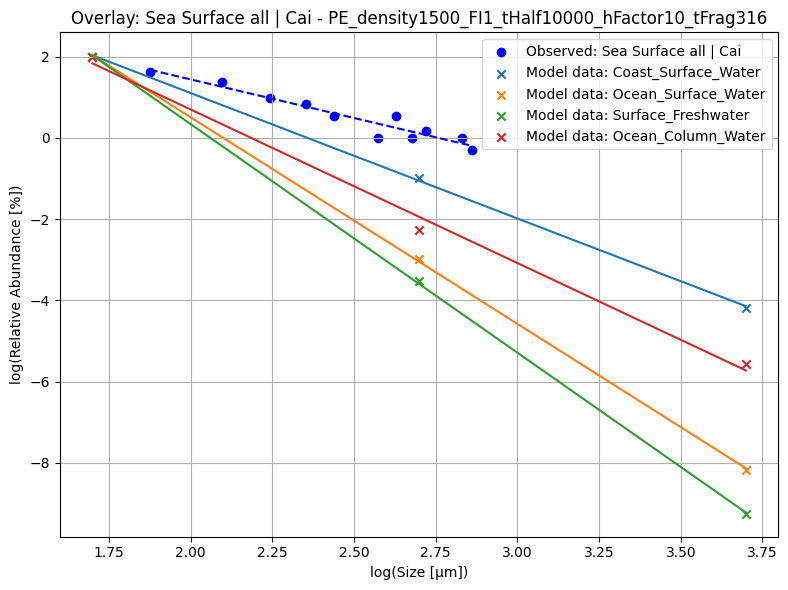 Overlay: Sea Surface all | Cai - PE_density1500_FI1_tHalf10000_hFactor10_tFrag316
Observed: Sea Surface all | Cai
Model data: Coast_Surface_Water
Model data: Ocean_Surface_Water
Model data: Surface_Freshwater
Model data: Ocean_Column_Water
log(Relative Abundance [%])
2
0
−2
−4
−6
−8
1.75 2.00 2.25 2.50 2.75 3.00 3.25 3.50 3.75
log(Size [μm])